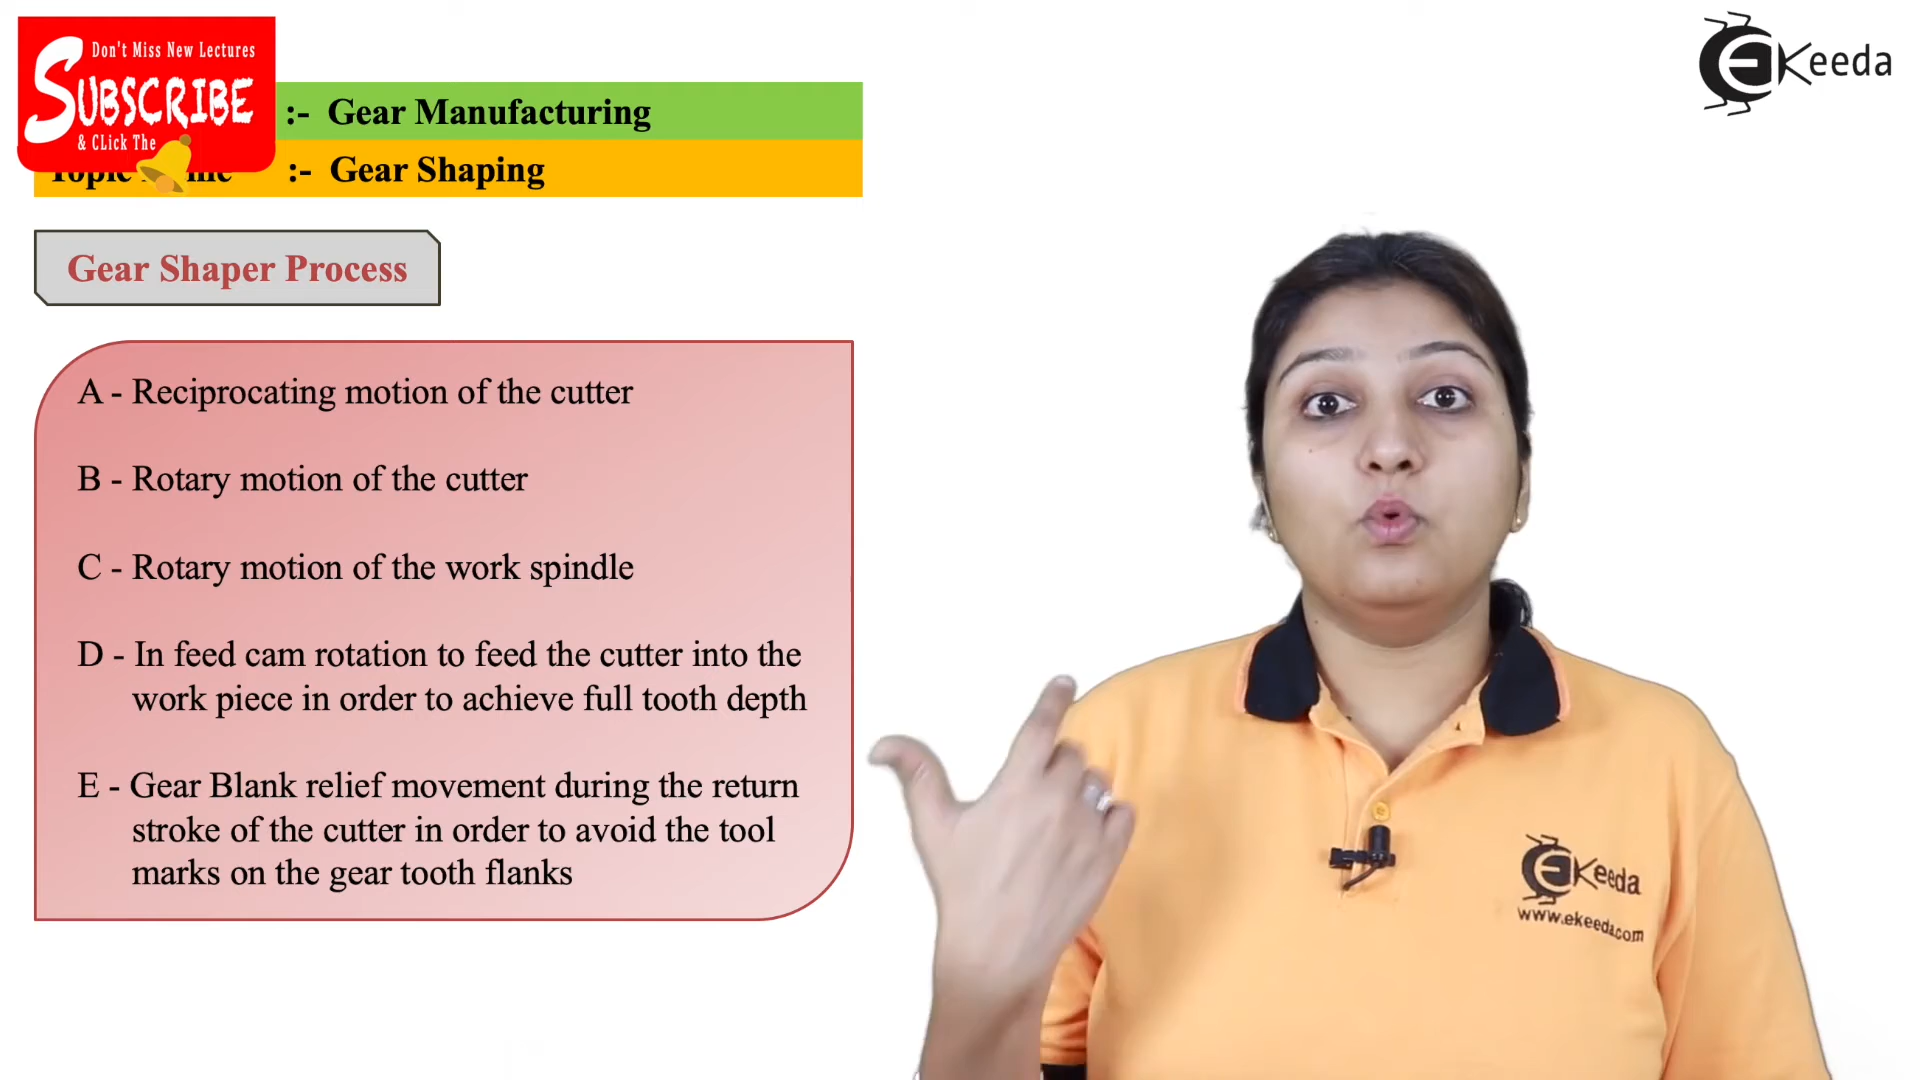 Don't Miss New Lectures
SUBSCRIBE
& CLick The
:- Gear Manufacturing
Topic :- Gear Shaping
EKeeda
Gear Shaper Process
A - Reciprocating motion of the cutter
B - Rotary motion of the cutter
C - Rotary motion of the work spindle
D - In feed cam rotation to feed the cutter into the
work piece in order to achieve full tooth depth
E - Gear Blank relief movement during the return
stroke of the cutter in order to avoid the tool
marks on the gear tooth flanks
EKeeda
www.ekeeda.com